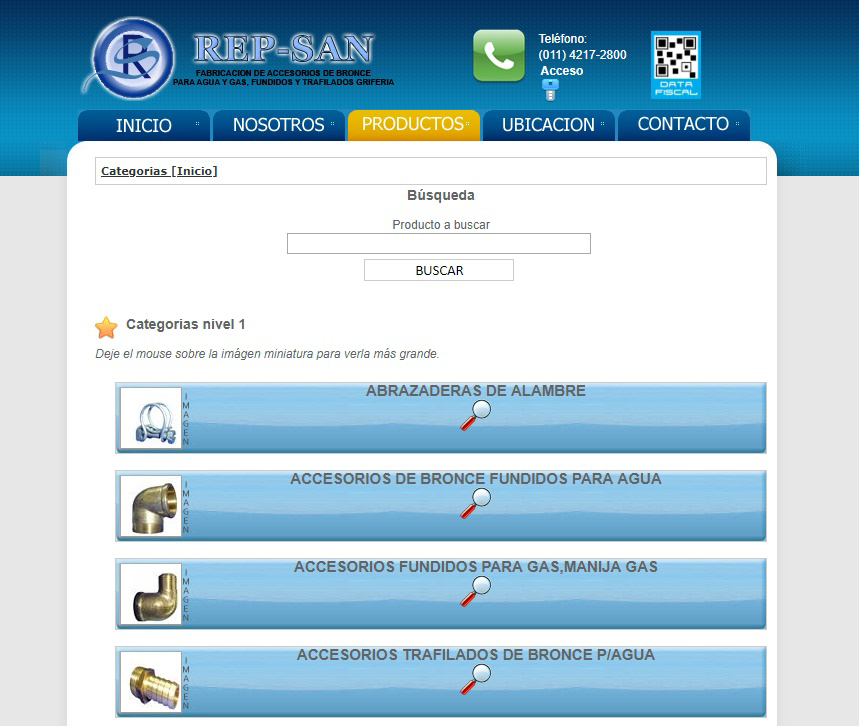 REP-SAN
FABRICACION DE ACCESORIOS DE BRONCE
PARA AGUA Y GAS, FUNDIDOS Y TRAFILADOS GRIFERIA
Teléfono:
(011) 4217-2800
Acceso
DATA
FISCAL
INICIO
NOSOTROS
PRODUCTOS
UBICACION
CONTACTO
Categorias [Inicio]
Búsqueda
Producto a buscar
BUSCAR
Categorias nivel 1
Deje el mouse sobre la imágen miniatura para verla más grande.
IMAGEN
ABRAZADERAS DE ALAMBRE
IMAGEN
ACCESORIOS DE BRONCE FUNDIDOS PARA AGUA
IMAGEN
ACCESORIOS FUNDIDOS PARA GAS,MANIJA GAS
IMAGEN
ACCESORIOS TRAFILADOS DE BRONCE P/AGUA